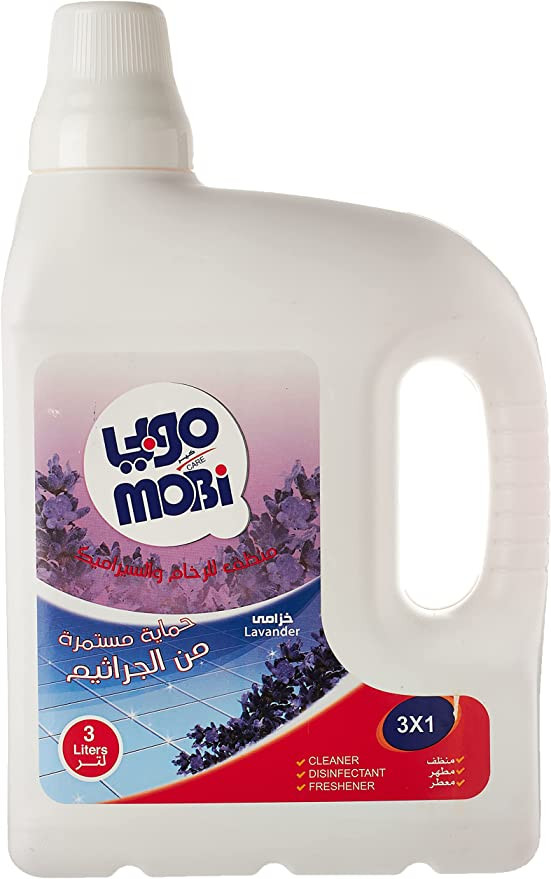 موبي
كير
CARE
MOBi
منظف للرخام والسيراميك
حماية مستمرة
من الجراثيم
خزامى
Lavander
3
Liters
لتر
3X1
CLEANER
DISINFECTANT
FRESHENER
منظف
مطهر
معطر